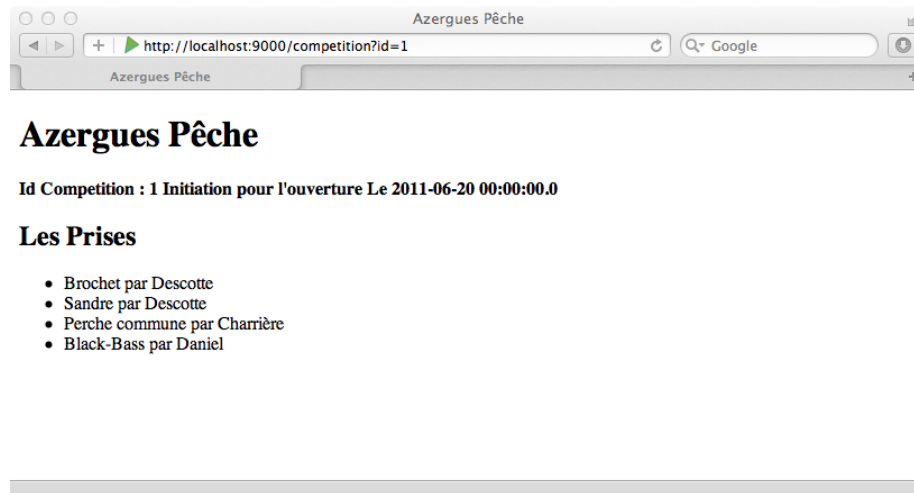 Azergues Pêche
http://localhost:9000/competition?id=1
Google
Azergues Pêche
Azergues Pêche
Id Competition : 1 Initiation pour l'ouverture Le 2011-06-20 00:00:00.0
Les Prises
Brochet par Descotte
Sandre par Descotte
Perche commune par Charrière
Black-Bass par Daniel